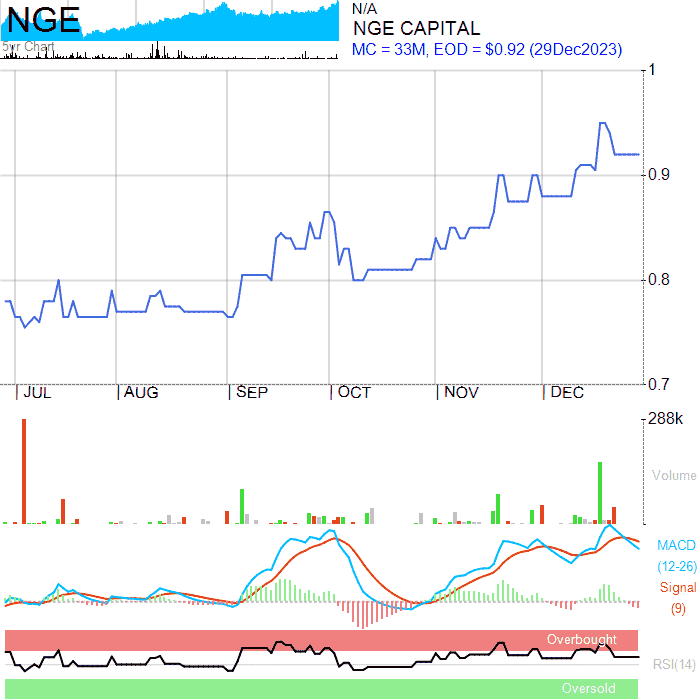 NGE
5yr Chart
N/A
NGE CAPITAL
MC = 33M, EOD = $0.92 (29Dec2023)
1
0.9
0.8
0.7
JUL AUG SEP OCT NOV DEC
288k
Volume
MACD
(12-26)
Signal
(9)
Overbought
RSI(14)
Oversold